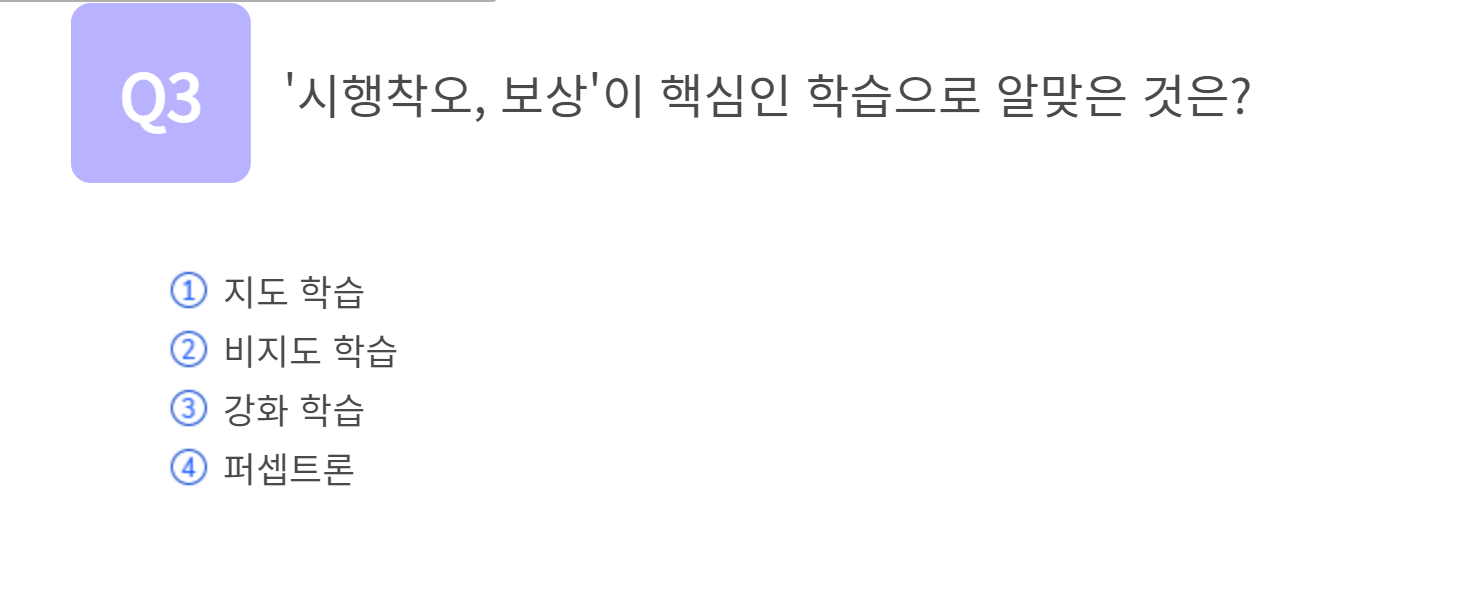 Q3
'시행착오, 보상'이 핵심인 학습으로 알맞은 것은?
① 지도 학습
② 비지도 학습
③ 강화 학습
④ 퍼셉트론